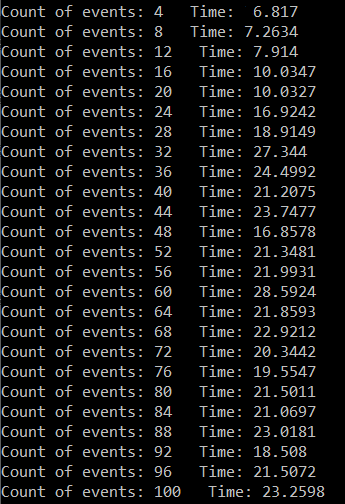 Count of events: 4   Time:  6.817
Count of events: 8   Time: 7.2634
Count of events: 12   Time: 7.914
Count of events: 16   Time: 10.0347
Count of events: 20   Time: 10.0327
Count of events: 24   Time: 16.9242
Count of events: 28   Time: 18.9149
Count of events: 32   Time: 27.344
Count of events: 36   Time: 24.4992
Count of events: 40   Time: 21.2075
Count of events: 44   Time: 23.7477
Count of events: 48   Time: 16.8578
Count of events: 52   Time: 21.3481
Count of events: 56   Time: 21.9931
Count of events: 60   Time: 28.5924
Count of events: 64   Time: 21.8593
Count of events: 68   Time: 22.9212
Count of events: 72   Time: 20.3442
Count of events: 76   Time: 19.5547
Count of events: 80   Time: 21.5011
Count of events: 84   Time: 21.0697
Count of events: 88   Time: 23.0181
Count of events: 92   Time: 18.508
Count of events: 96   Time: 21.5072
Count of events: 100   Time: 23.2598